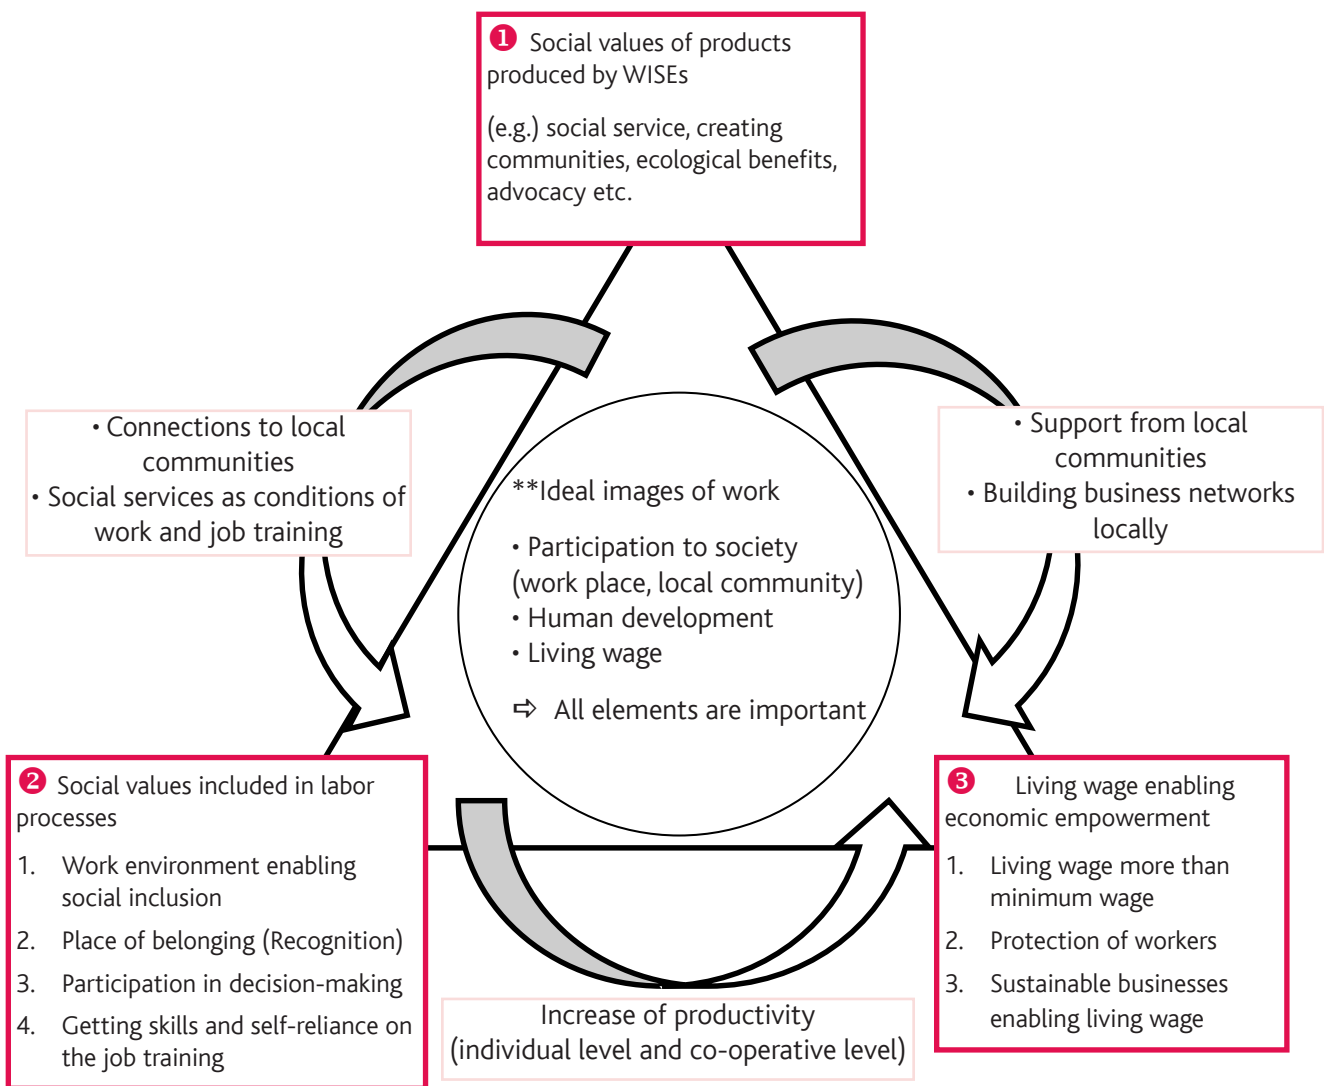 ❶ Social values of products
produced by WISEs
(e.g.) social service, creating
communities, ecological benefits,
advocacy etc.
• Connections to local
communities
• Social services as conditions of
work and job training
• Support from local
communities
• Building business networks
locally
**Ideal images of work
• Participation to society
(work place, local community)
• Human development
• Living wage
⇨ All elements are important
❷ Social values included in labor
processes
1. Work environment enabling
social inclusion
2. Place of belonging (Recognition)
3. Participation in decision-making
4. Getting skills and self-reliance on
the job training
Increase of productivity
(individual level and co-operative level)
❸ Living wage enabling
economic empowerment
1. Living wage more than
minimum wage
2. Protection of workers
3. Sustainable businesses
enabling living wage